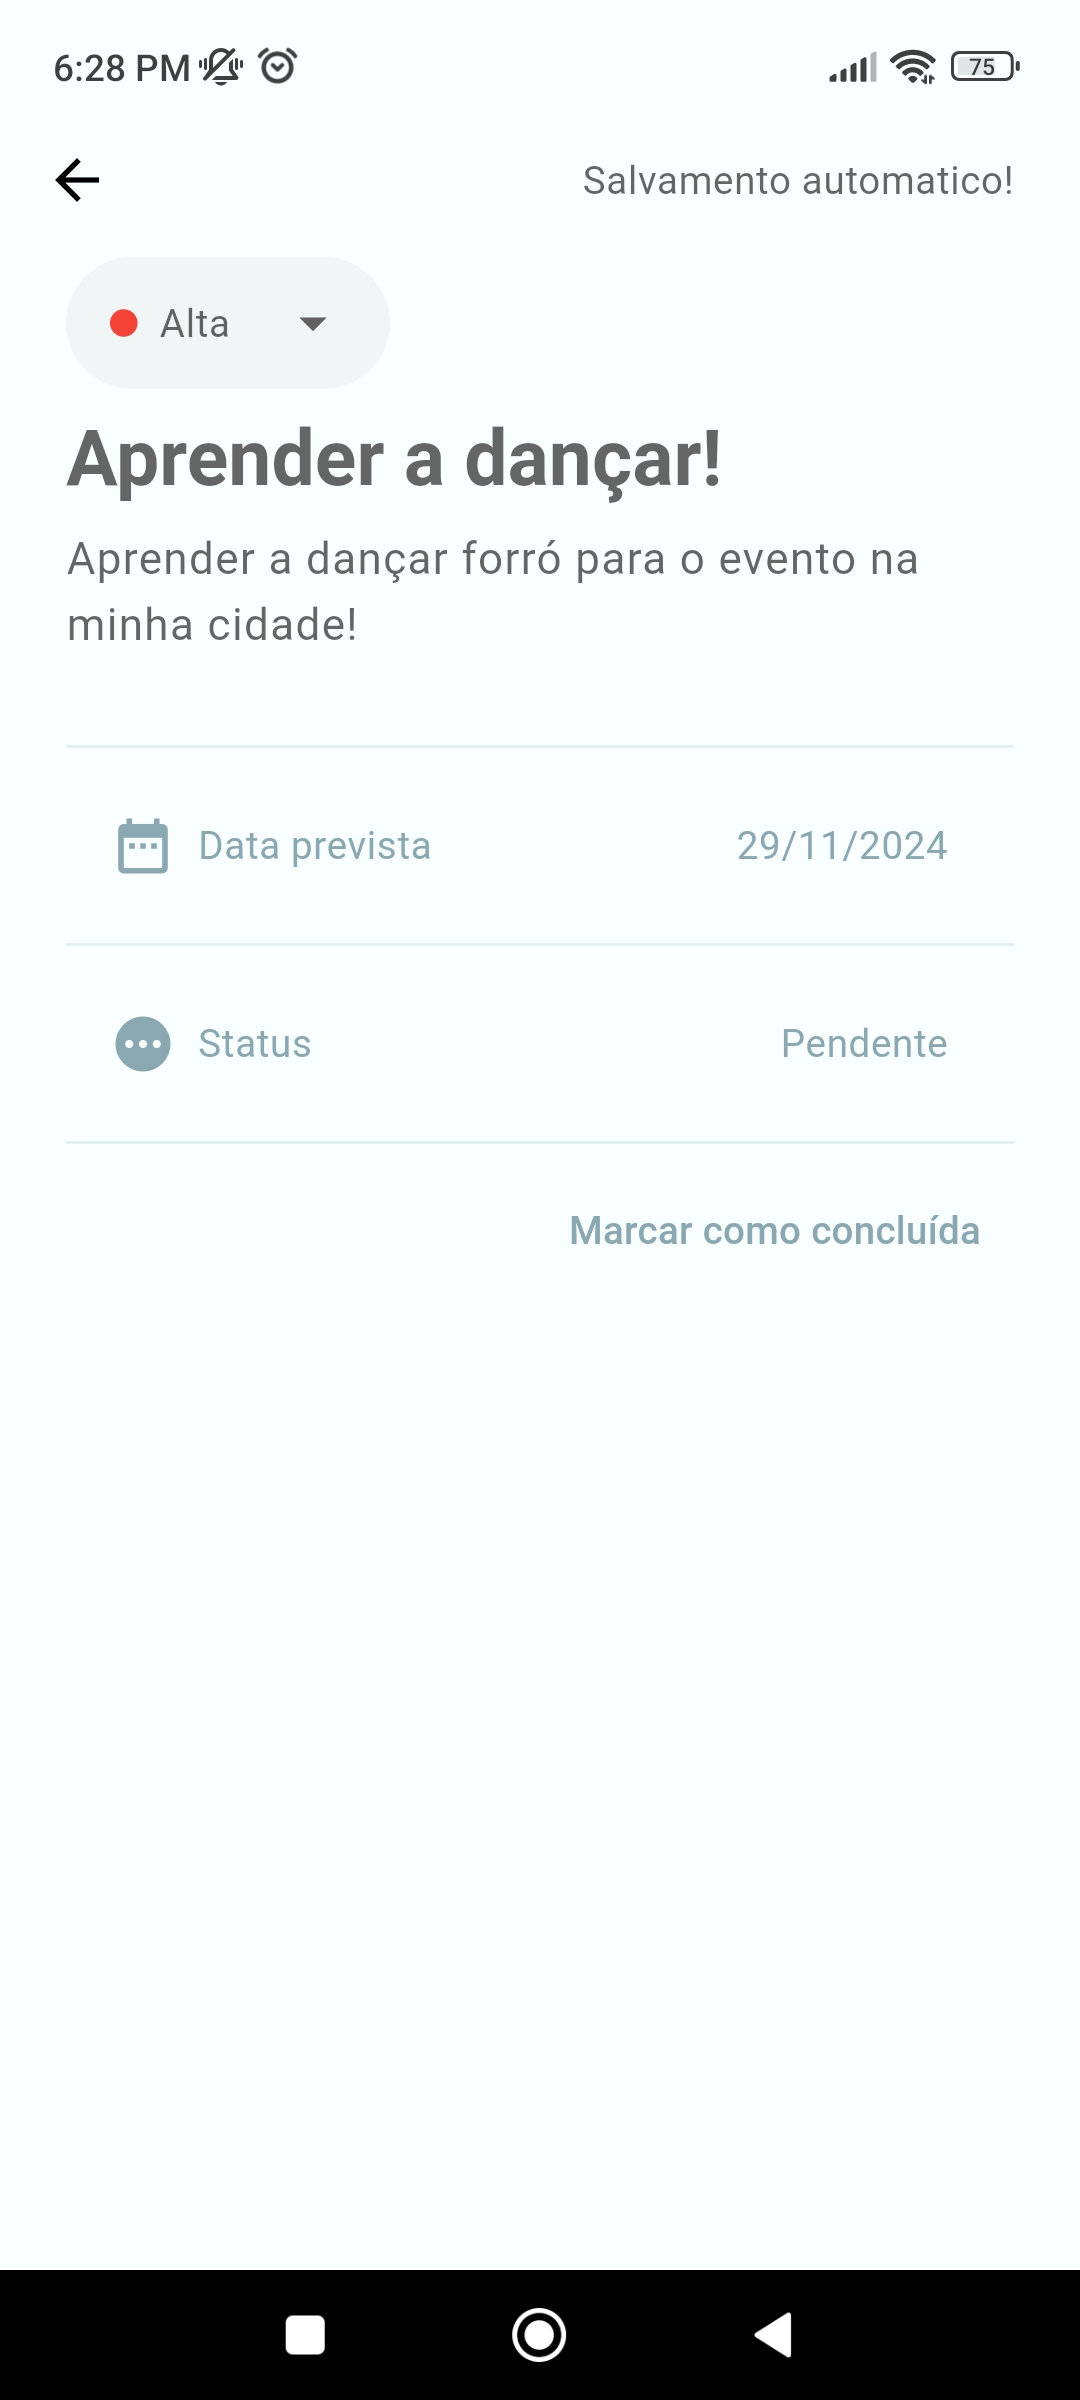 6:28 PM
75
Salvamento automatico!
Alta
Aprender a dançar!
Aprender a dançar forró para o evento na
minha cidade!
Data prevista 29/11/2024
Status Pendente
Marcar como concluída